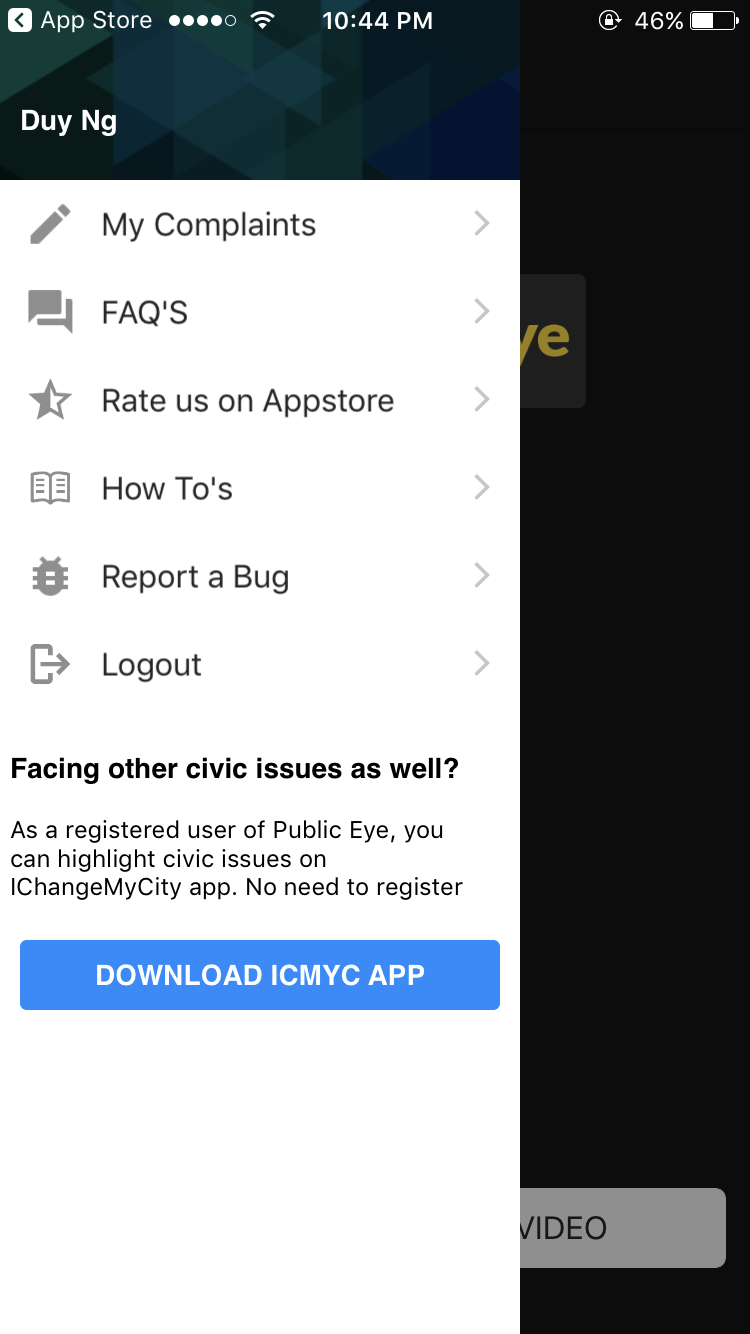 App Store 10:44 PM 46%
Duy Ng
My Complaints
FAQ'S
Rate us on Appstore
How To's
Report a Bug
Logout
Facing other civic issues as well?
As a registered user of Public Eye, you
can highlight civic issues on
IChangeMyCity app. No need to register
DOWNLOAD ICMYC APP
ye
VIDEO